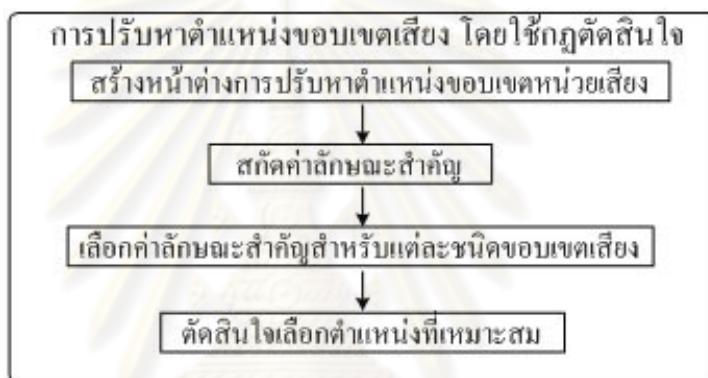 การปรับหาตำแหน่งขอบเขตเสียง โดยใช้กฎตัดสินใจ
สร้างหน้าต่างการปรับหาตำแหน่งขอบเขตหน่วยเสียง
สกัดค่าลักษณะสำคัญ
เลือกค่าลักษณะสำคัญสำหรับแต่ละชนิดขอบเขตเสียง
ตัดสินใจเลือกตำแหน่งที่เหมาะสม